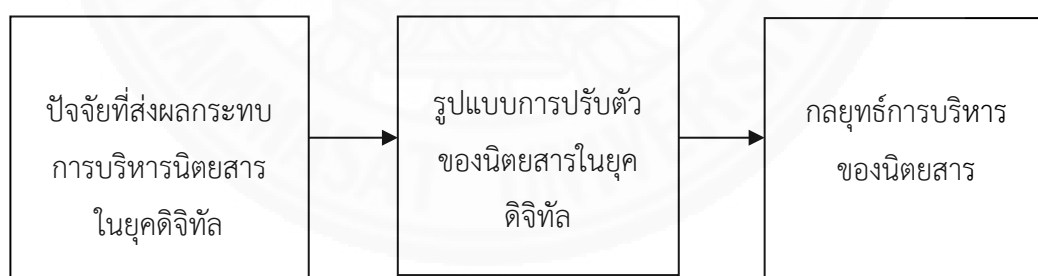 ปัจจัยที่ส่งผลกระทบ
การบริหารนิตยสาร
ในยุคดิจิทัล
รูปแบบการปรับตัว
ของนิตยสารในยุค
ดิจิทัล
กลยุทธ์การบริหาร
ของนิตยสาร